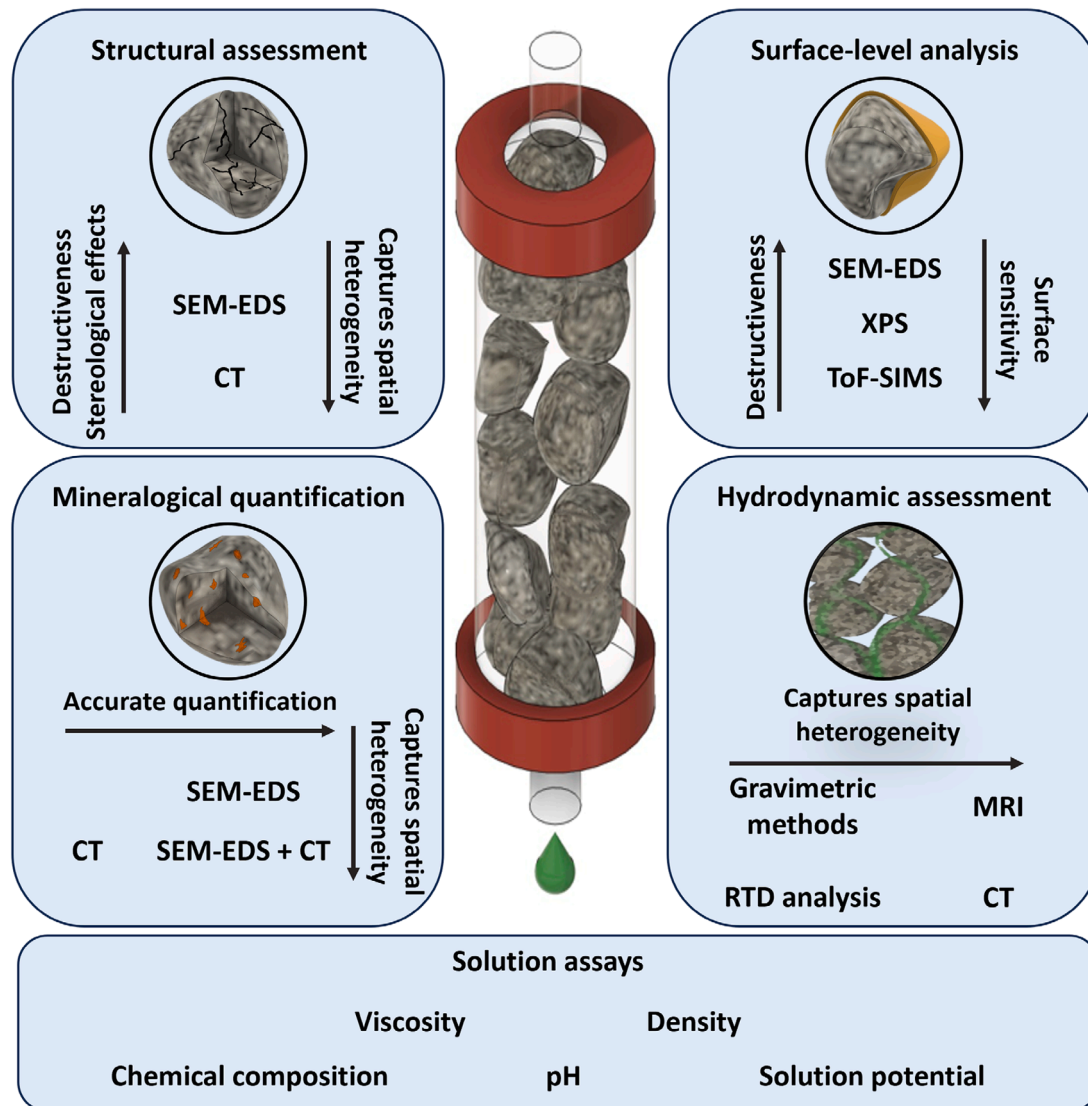 Structural assessment
Destructiveness
Stereological effects
SEM-EDS
CT
Captures spatial
heterogeneity
Surface-level analysis
Destructiveness
SEM-EDS
XPS
ToF-SIMS
Surface
sensitivity
Mineralogical quantification
Accurate quantification
SEM-EDS
CT
SEM-EDS + CT
Captures spatial
heterogeneity
Hydrodynamic assessment
Captures spatial
heterogeneity
Gravimetric
methods
MRI
RTD analysis
CT
Solution assays
Viscosity
Density
Chemical composition
pH
Solution potential